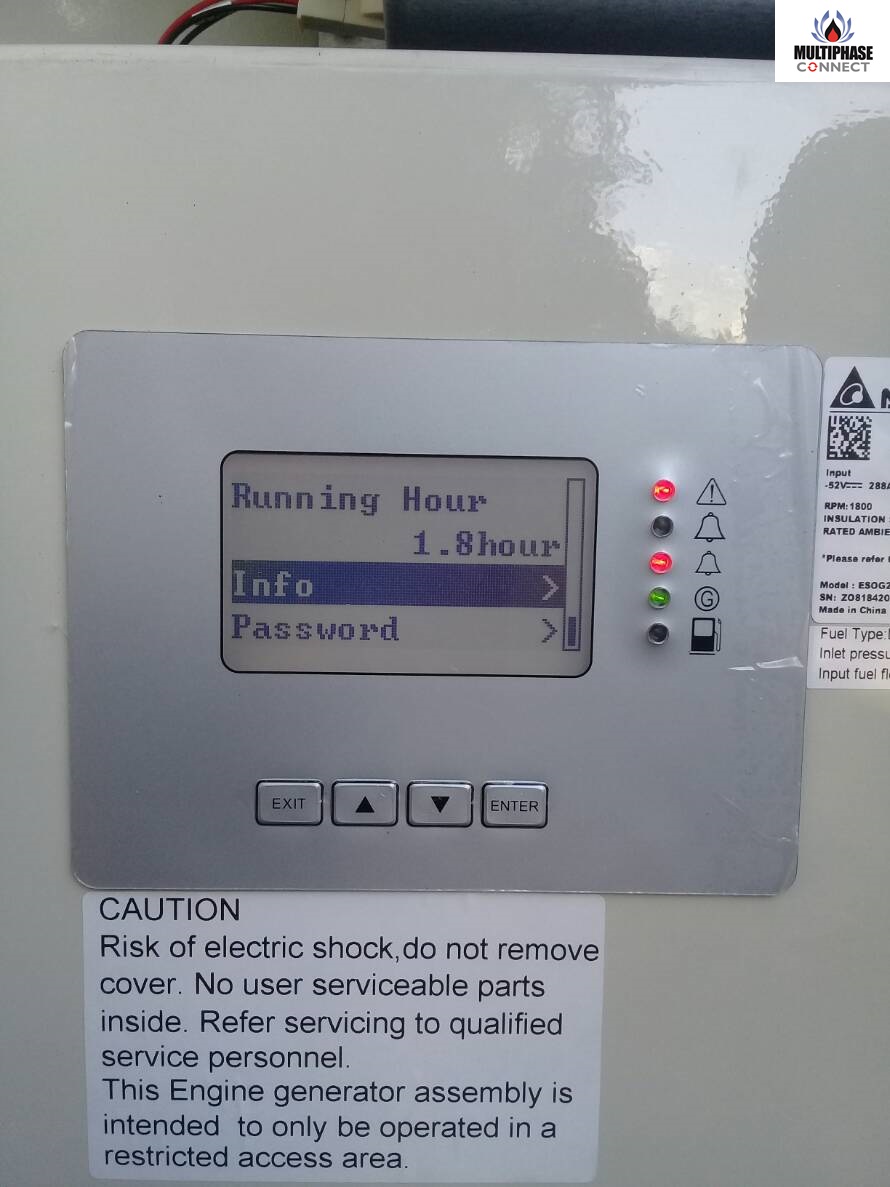 MULTIPHASE
CONNECT
Running Hour
1.8hour
Info >
Password >
EXIT ▲ ▼ ENTER
Input
-52V 288A
RPM:1800
INSULATION
RATED AMBIE
*Please refer
Model : ESOG2
SN: ZO818420
Made in China
Fuel Type:
Inlet pressu
Input fuel fl
G
CAUTION
Risk of electric shock,do not remove
cover. No user serviceable parts
inside. Refer servicing to qualified
service personnel.
This Engine generator assembly is
intended to only be operated in a
restricted access area.